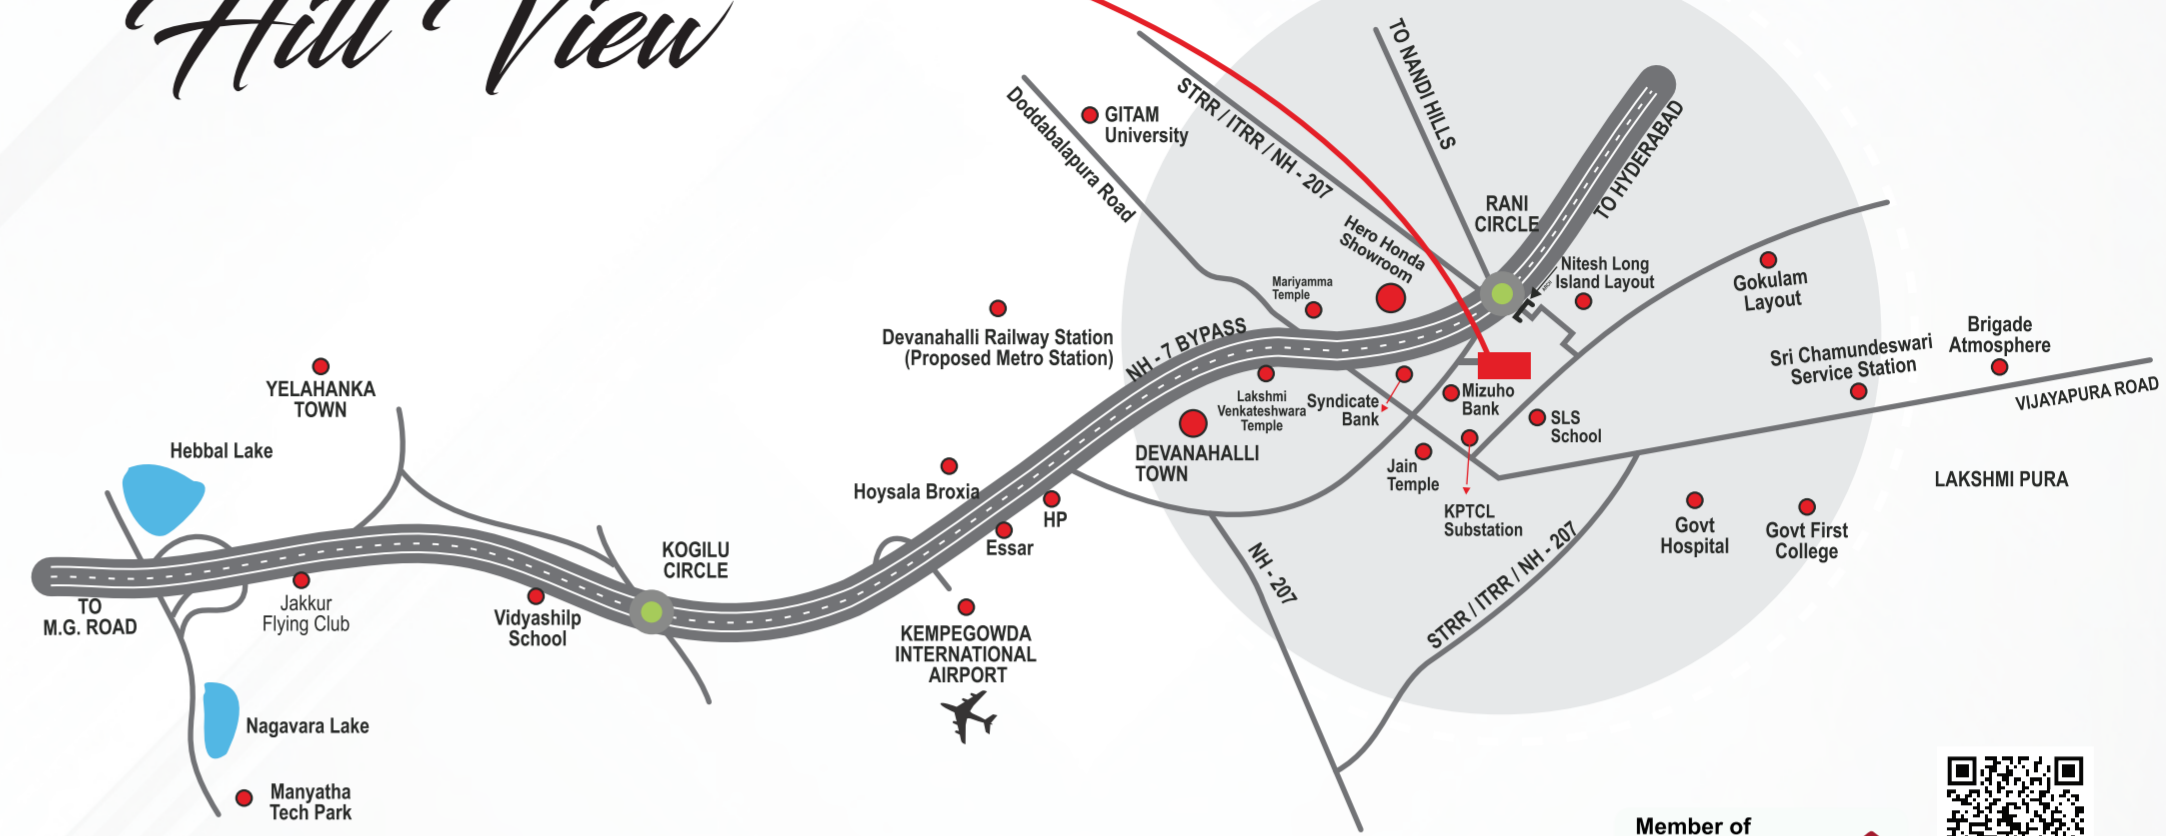 Hill View
TO NANDI HILLS
STRR / ITRR / NH - 207
Doddabalapura Road
GITAM
University
TO HYDERABAD
RANI
CIRCLE
Hero Honda
Showroom
Nitesh Long
Island Layout
ARCH
Gokulam
Layout
Mariyamma
Temple
Devanahalli Railway Station
(Proposed Metro Station)
NH - 7 BYPASS
Brigade
Atmosphere
Sri Chamundeswari
Service Station
VIJAYAPURA ROAD
YELAHANKA
TOWN
Lakshmi
Venkateshwara
Temple
Syndicate
Bank
Mizuho
Bank
SLS
School
Hebbal Lake
DEVANAHALLI
TOWN
Jain
Temple
LAKSHMI PURA
Hoysala Broxia
HP
KPTCL
Substation
Govt
Hospital
Govt First
College
Essar
KOGILU
CIRCLE
NH - 207
STRR / ITRR / NH - 207
TO
M.G. ROAD
Jakkur
Flying Club
Vidyashilp
School
KEMPEGOWDA
INTERNATIONAL
AIRPORT
Nagavara Lake
Manyatha
Tech Park
Member of